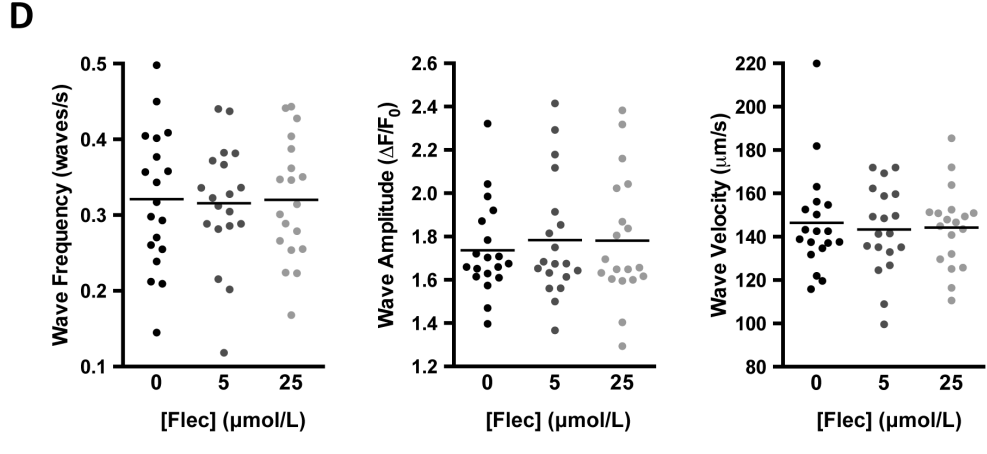 D
Wave Frequency (waves/s)
0.5
0.4
0.3
0.2
0.1
0 5 25
[Flec] (µmol/L)
Wave Amplitude (ΔF/F0)
2.6
2.4
2.2
2.0
1.8
1.6
1.4
1.2
0 5 25
[Flec] (µmol/L)
Wave Velocity (µm/s)
220
200
180
160
140
120
100
80
0 5 25
[Flec] (µmol/L)